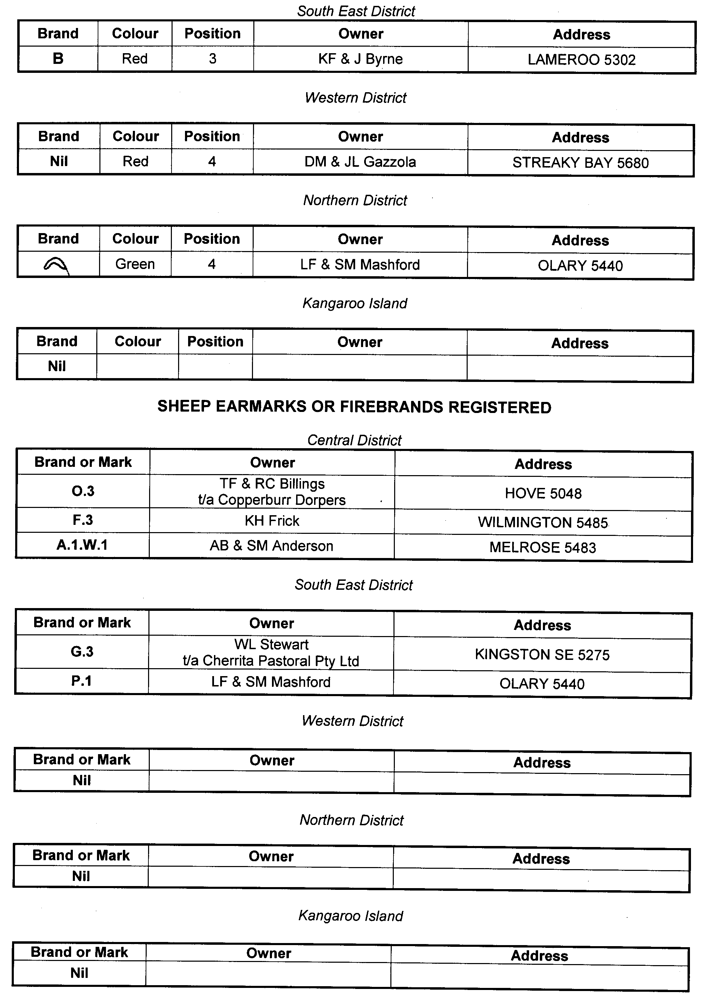 South East District
Brand Colour Position Owner Address
B Red 3 KF & J Byrne LAMEROO 5302
Western District
Brand Colour Position Owner Address
Nil Red 4 DM & JL Gazzola STREAKY BAY 5680
Northern District
Brand Colour Position Owner Address
Green 4 LF & SM Mashford OLARY 5440
Kangaroo Island
Brand Colour Position Owner Address
Nil
SHEEP EARMARKS OR FIREBRANDS REGISTERED
Central District
Brand or Mark Owner Address
O.3 TF & RC Billings HOVE 5048
t/a Copperburr Dorpers
F.3 KH Frick WILMINGTON 5485
A.1.W.1 AB & SM Anderson MELROSE 5483
South East District
Brand or Mark Owner Address
G.3 WL Stewart KINGSTON SE 5275
t/a Cherrita Pastoral Pty Ltd
P.1 LF & SM Mashford OLARY 5440
Western District
Brand or Mark Owner Address
Nil
Northern District
Brand or Mark Owner Address
Nil
Kangaroo Island
Brand or Mark Owner Address
Nil